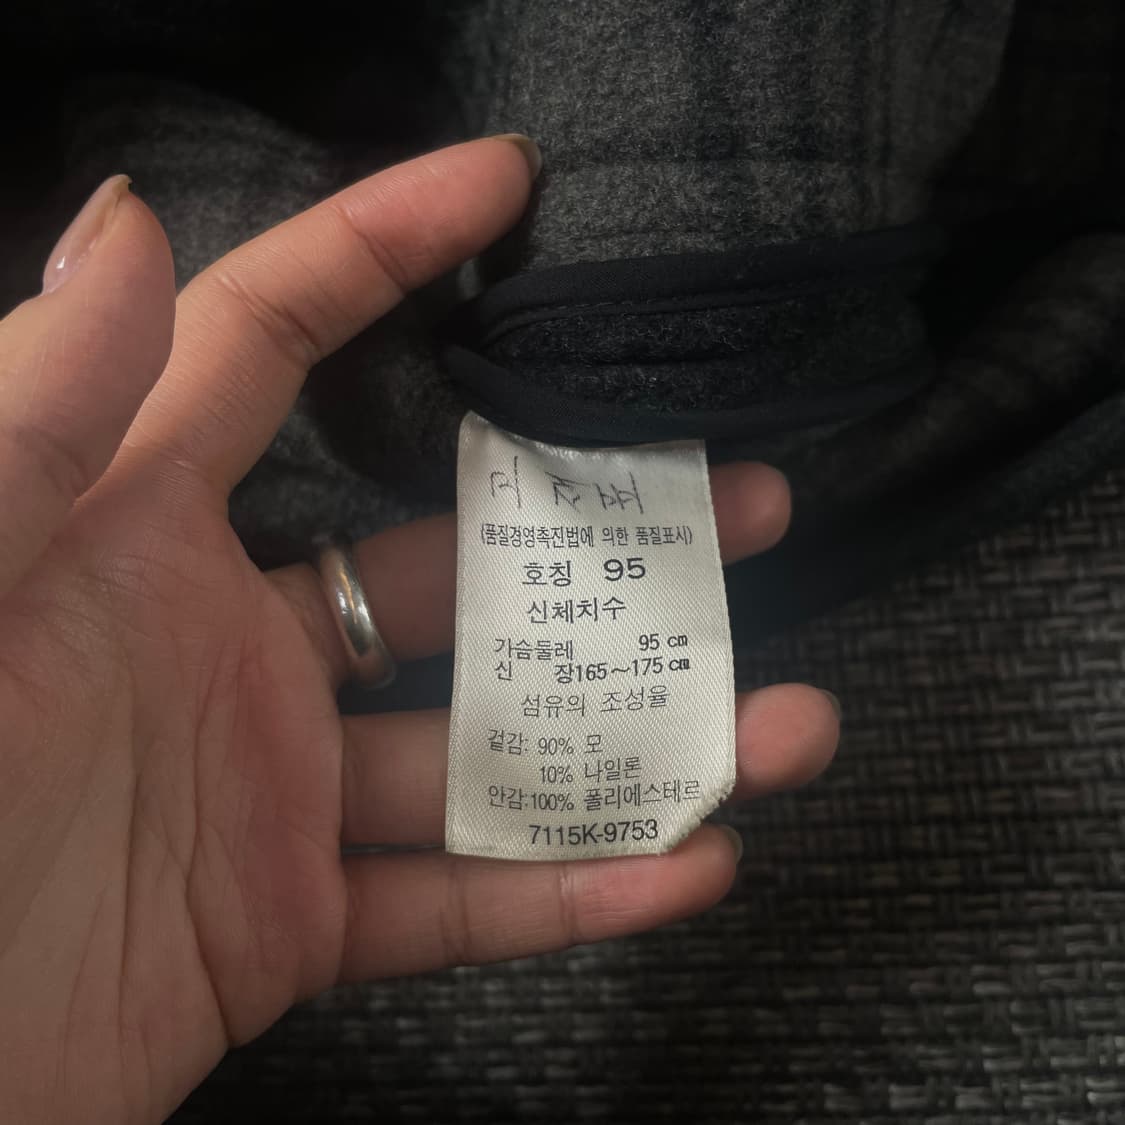 (품질경영촉진법에 의한 품질표시)
호칭 95
신체치수
가슴둘레 95 cm
신 장165~175 cm
섬유의 조성율
겉감: 90% 모
10% 나일론
안감:100% 폴리에스테르
7115K-9753